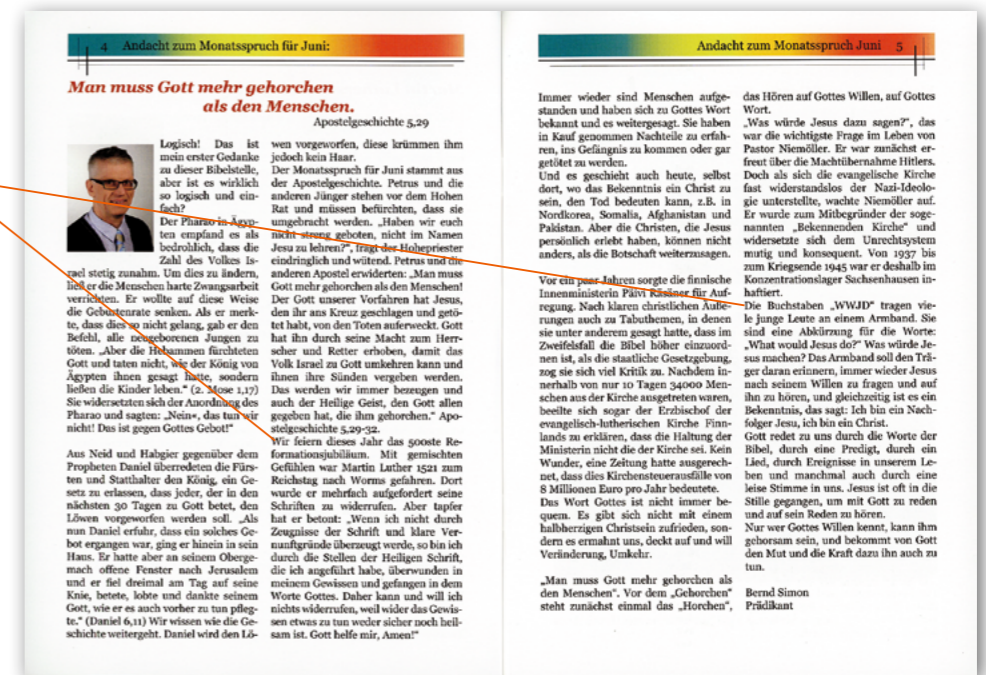 4 Andacht zum Monatsspruch für Juni:
Man muss Gott mehr gehorchen
als den Menschen.
Apostelgeschichte 5,29
Logisch! Das ist
mein erster Gedanke
zu dieser Bibelstelle,
aber ist es wirklich
so logisch und ein-
fach?
Der Pharao in Ägyp-
ten empfand es als
bedrohlich, dass die
Zahl des Volkes Is-
rael stetig zunahm. Um dies zu ändern,
ließ er die Menschen harte Zwangsarbeit
verrichten. Er wollte auf diese Weise
die Geburtenrate senken. Als er merk-
te, dass dies so nicht gelang, gab er den
Befehl, alle neugeborenen Jungen zu
töten. „Aber die Hebammen fürchteten
Gott und taten nicht, wie der König von
Ägypten ihnen gesagt hatte, sondern
ließen die Kinder leben.“ (2. Mose 1,17)
Sie widersetzten sich der Anordnung des
Pharao und sagten: „Nein«, das tun wir
nicht! Das ist gegen Gottes Gebot!“
Aus Neid und Habgier gegenüber dem
Propheten Daniel überredeten die Fürs-
ten und Statthalter den König, ein Ge-
setz zu erlassen, dass jeder, der in den
nächsten 30 Tagen zu Gott betet, den
Löwen vorgeworfen werden soll. „Als
nun Daniel erfuhr, dass ein solches Ge-
bot ergangen war, ging er hinein in sein
Haus. Er hatte aber an seinem Oberge-
mach offene Fenster nach Jerusalem
und er fiel dreimal am Tag auf seine
Knie, betete, lobte und dankte seinem
Gott, wie er es auch vorher zu tun pfleg-
te.“ (Daniel 6,11) Wir wissen wie die Ge-
schichte weitergeht. Daniel wird den Lö-
wen vorgeworfen, diese krümmen ihm
jedoch kein Haar.
Der Monatsspruch für Juni stammt aus
der Apostelgeschichte. Petrus und die
anderen Jünger stehen vor dem Hohen
Rat und müssen befürchten, dass sie
umgebracht werden. „Haben wir euch
nicht streng geboten, nicht im Namen
Jesu zu lehren?“, fragt der Hohepriester
eindringlich und wütend. Petrus und die
anderen Apostel erwiderten: „Man muss
Gott mehr gehorchen als den Menschen!
Der Gott unserer Vorfahren hat Jesus,
den ihr ans Kreuz geschlagen und getö-
tet habt, von den Toten auferweckt. Gott
hat ihn durch seine Macht zum Herr-
scher und Retter erhoben, damit das
Volk Israel zu Gott umkehren kann und
ihnen ihre Sünden vergeben werden.
Das werden wir immer bezeugen und
auch der Heilige Geist, den Gott allen
gegeben hat, die ihm gehorchen.“ Apo-
stelgeschichte 5,29-32.
Wir feiern dieses Jahr das 500ste Re-
formationsjubiläum. Mit gemischten
Gefühlen war Martin Luther 1521 zum
Reichstag nach Worms gefahren. Dort
wurde er mehrfach aufgefordert seine
Schriften zu widerrufen. Aber tapfer
hat er betont: „Wenn ich nicht durch
Zeugnisse der Schrift und klare Ver-
nunftgründe überzeugt werde, so bin ich
durch die Stellen der Heiligen Schrift,
die ich angeführt habe, überwunden in
meinem Gewissen und gefangen in dem
Worte Gottes. Daher kann und will ich
nichts widerrufen, weil wider das Gewis-
sen etwas zu tun weder sicher noch heil-
sam ist. Gott helfe mir, Amen!“
Andacht zum Monatsspruch Juni 5
Immer wieder sind Menschen aufge-
standen und haben sich zu Gottes Wort
bekannt und es weitergesagt. Sie haben
in Kauf genommen Nachteile zu erfah-
ren, ins Gefängnis zu kommen oder gar
getötet zu werden.
Und es geschieht auch heute, selbst
dort, wo das Bekenntnis ein Christ zu
sein, den Tod bedeuten kann, z.B. in
Nordkorea, Somalia, Afghanistan und
Pakistan. Aber die Christen, die Jesus
persönlich erlebt haben, können nicht
anders, als die Botschaft weiterzusagen.
Vor ein paar Jahren sorgte die finnische
Innenministerin Päivi Räsäner für Auf-
regung. Nach klaren christlichen Äuße-
rungen auch zu Tabuthemen, in denen
sie unter anderem gesagt hatte, dass im
Zweifelsfall die Bibel höher einzuord-
nen ist, als die staatliche Gesetzgebung,
zog sie sich viel Kritik zu. Nachdem in-
nerhalb von nur 10 Tagen 34000 Men-
schen aus der Kirche ausgetreten waren,
beeilte sich sogar der Erzbischof der
evangelisch-lutherischen Kirche Finn-
lands zu erklären, dass die Haltung der
Ministerin nicht die der Kirche sei. Kein
Wunder, eine Zeitung hatte ausgerech-
net, dass dies Kirchensteuerausfälle von
8 Millionen Euro pro Jahr bedeutete.
Das Wort Gottes ist nicht immer be-
quem. Es gibt sich nicht mit einem
halbherzigen Christsein zufrieden, son-
dern es ermahnt uns, deckt auf und will
Veränderung, Umkehr.
„Man muss Gott mehr gehorchen als
den Menschen“. Vor dem „Gehorchen“
steht zunächst einmal das „Horchen“,
das Hören auf Gottes Willen, auf Gottes
Wort.
„Was würde Jesus dazu sagen?“, das
war die wichtigste Frage im Leben von
Pastor Niemöller. Er war zunächst er-
freut über die Machtübernahme Hitlers.
Doch als sich die evangelische Kirche
fast widerstandslos der Nazi-Ideolo-
gie unterstellte, wachte Niemöller auf.
Er wurde zum Mitbegründer der soge-
nannten „Bekennenden Kirche“ und
widersetzte sich dem Unrechtsystem
mutig und konsequent. Von 1937 bis
zum Kriegsende 1945 war er deshalb im
Konzentrationslager Sachsenhausen in-
haftiert.
Die Buchstaben „WWJD“ tragen vie-
le junge Leute an einem Armband. Sie
sind eine Abkürzung für die Worte:
„What would Jesus do?“ Was würde Je-
sus machen? Das Armband soll den Trä-
ger daran erinnern, immer wieder Jesus
nach seinem Willen zu fragen und auf
ihn zu hören, und gleichzeitig ist es ein
Bekenntnis, das sagt: Ich bin ein Nach-
folger Jesu, ich bin ein Christ.
Gott redet zu uns durch die Worte der
Bibel, durch eine Predigt, durch ein
Lied, durch Ereignisse in unserem Le-
ben und manchmal auch durch eine
leise Stimme in uns. Jesus ist oft in die
Stille gegangen, um mit Gott zu reden
und auf sein Reden zu hören.
Nur wer Gottes Willen kennt, kann ihm
gehorsam sein, und bekommt von Gott
den Mut und die Kraft dazu ihn auch zu
tun.
Bernd Simon
Prädikant